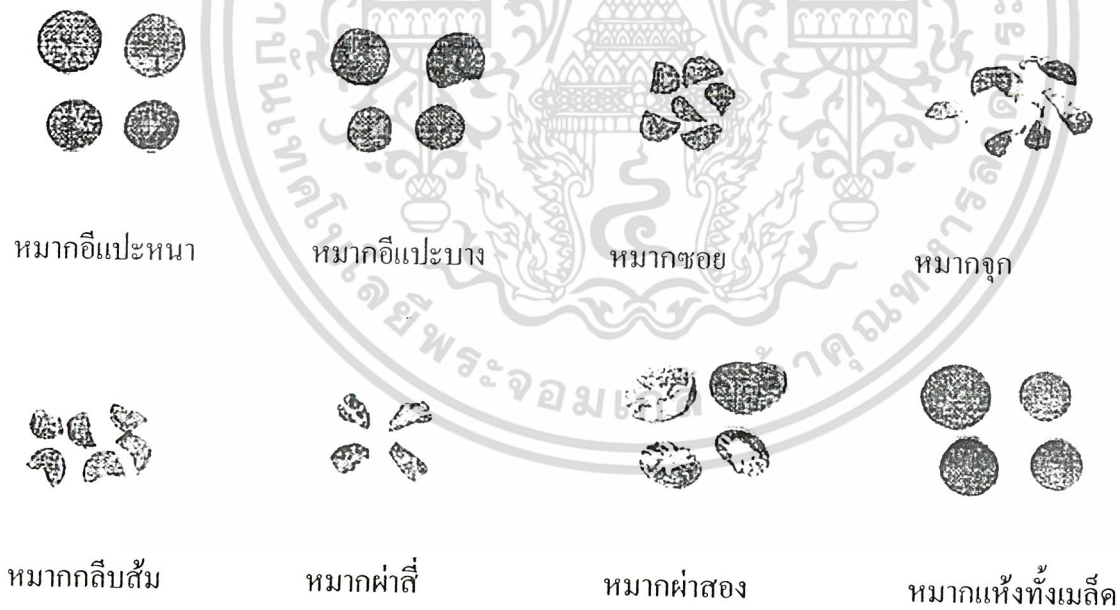 หมากอีแปะหนา หมากอีแปะบาง หมากซอย หมากจุก
หมากกลีบส้ม หมากผ่าสี่ หมากผ่าสอง หมากแห้งทั้งเมล็ด